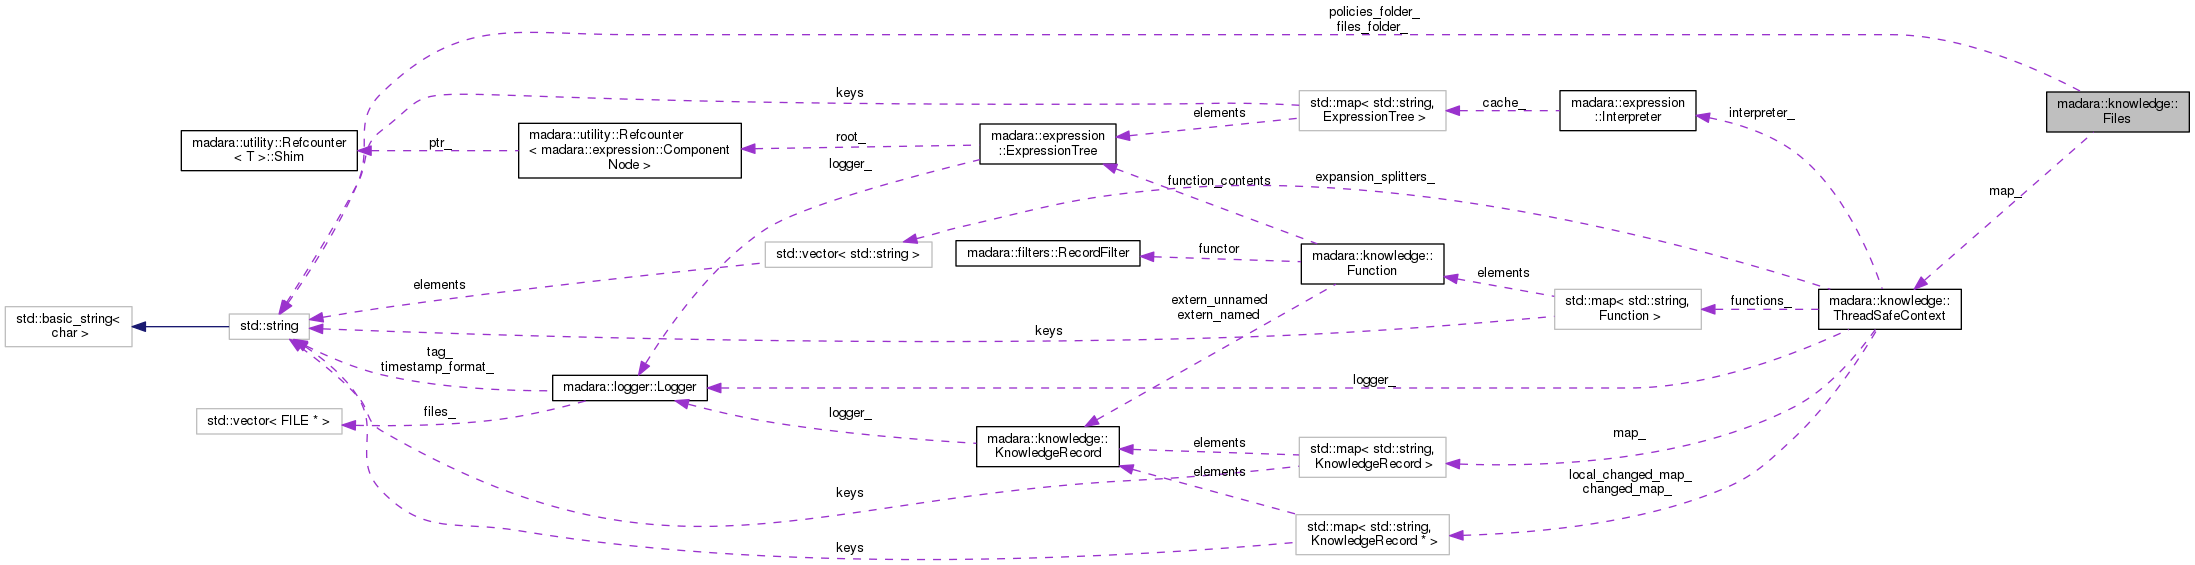 policies_folder_
files_folder_
keys
std::map< std::string,
ExpressionTree >
cache_
madara::expression
::Interpreter
interpreter_
madara::knowledge::
Files
elements
madara::utility::Refcounter
< T >::Shim
ptr_
madara::utility::Refcounter
< madara::expression::Component
Node >
root_
madara::expression
::ExpressionTree
logger_
function_contents
expansion_splitters_
map_
std::vector< std::string >
madara::filters::RecordFilter
functor
madara::knowledge::
Function
elements
std::map< std::string,
Function >
functions_
madara::knowledge::
ThreadSafeContext
elements
extern_unnamed
extern_named
std::basic_string<
char >
std::string
keys
tag_
timestamp_format_
madara::logger::Logger
logger_
std::vector< FILE * >
files_
logger_
madara::knowledge::
KnowledgeRecord
elements
std::map< std::string,
KnowledgeRecord >
map_
elements
keys
local_changed_map_
changed_map_
std::map< std::string,
KnowledgeRecord * >
keys